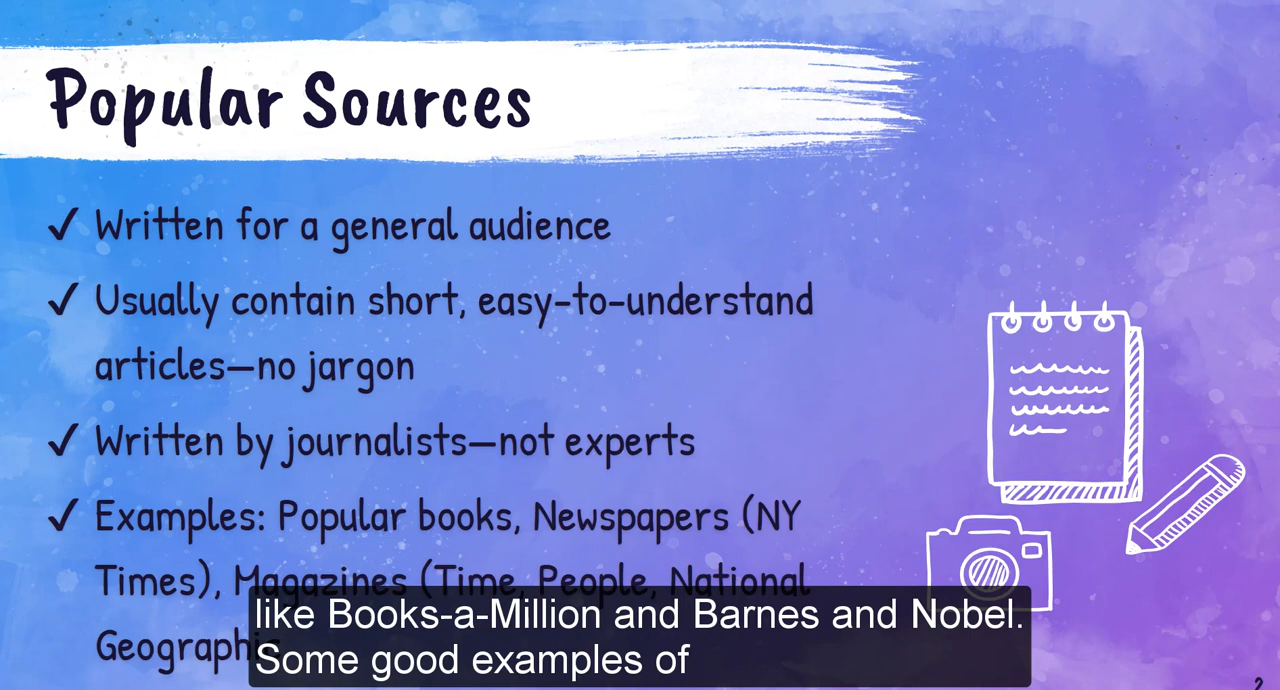 Popular Sources
✓ Written for a general audience
✓ Usually contain short, easy-to-understand
articles—no jargon
✓ Written by journalists—not experts
✓ Examples: Popular books, Newspapers (NY
Times), Magazines (Time, People, National
Geographic
like Books-a-Million and Barnes and Nobel.
Some good examples of
2